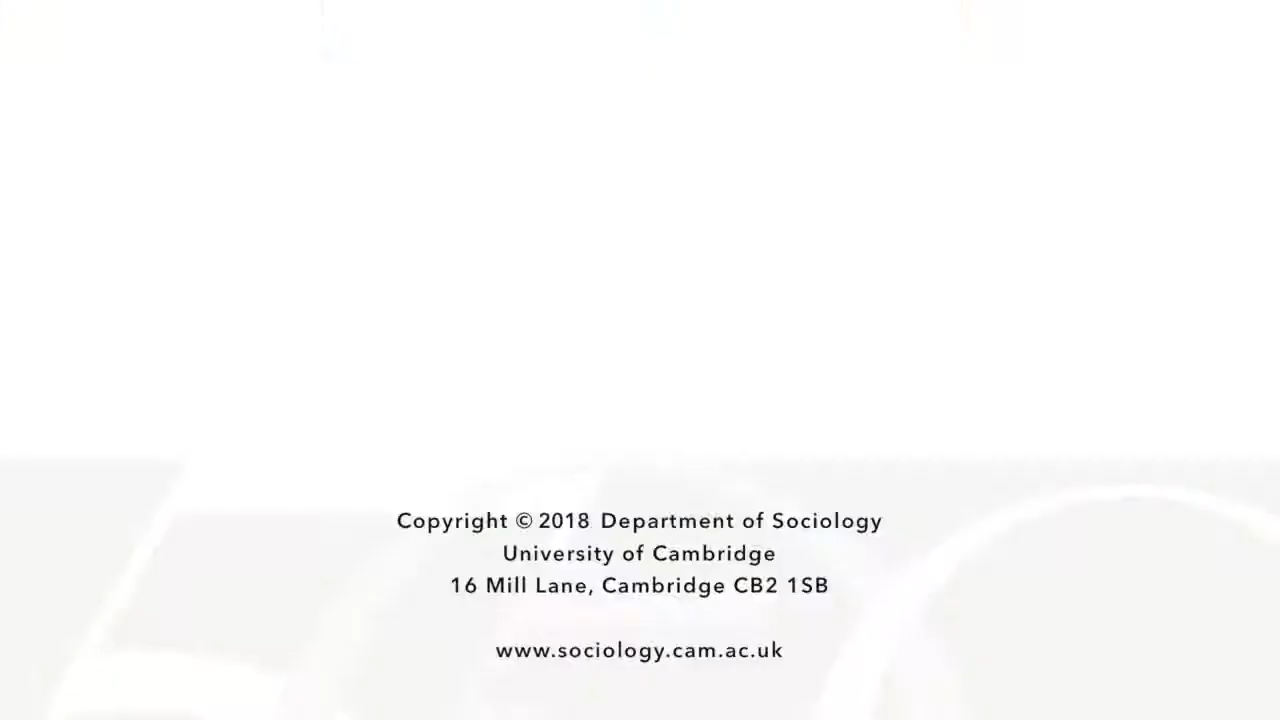 Copyright © 2018 Department of Sociology
University of Cambridge
16 Mill Lane, Cambridge CB2 1SB
www.sociology.cam.ac.uk